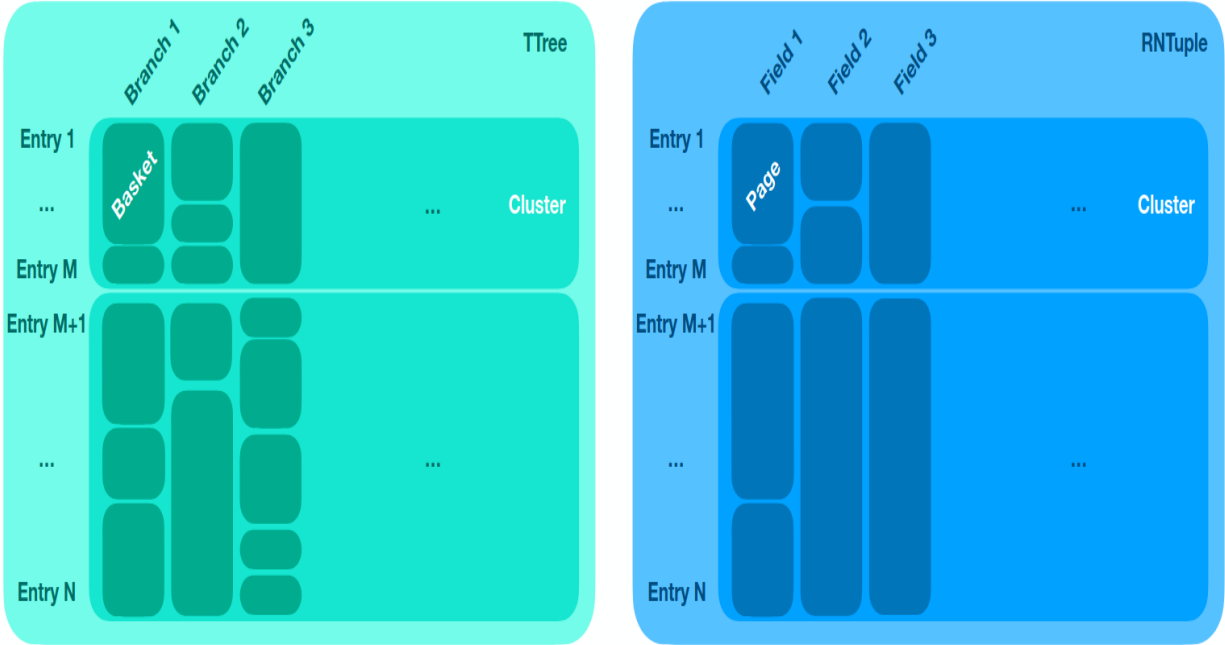 TTree
Branch 1
Branch 2
Branch 3
Entry 1
...
Entry M
Basket
...
Cluster
Entry M+1
...
Entry N
...
RNTuple
Field 1
Field 2
Field 3
Entry 1
...
Entry M
Page
...
Cluster
Entry M+1
...
Entry N
...